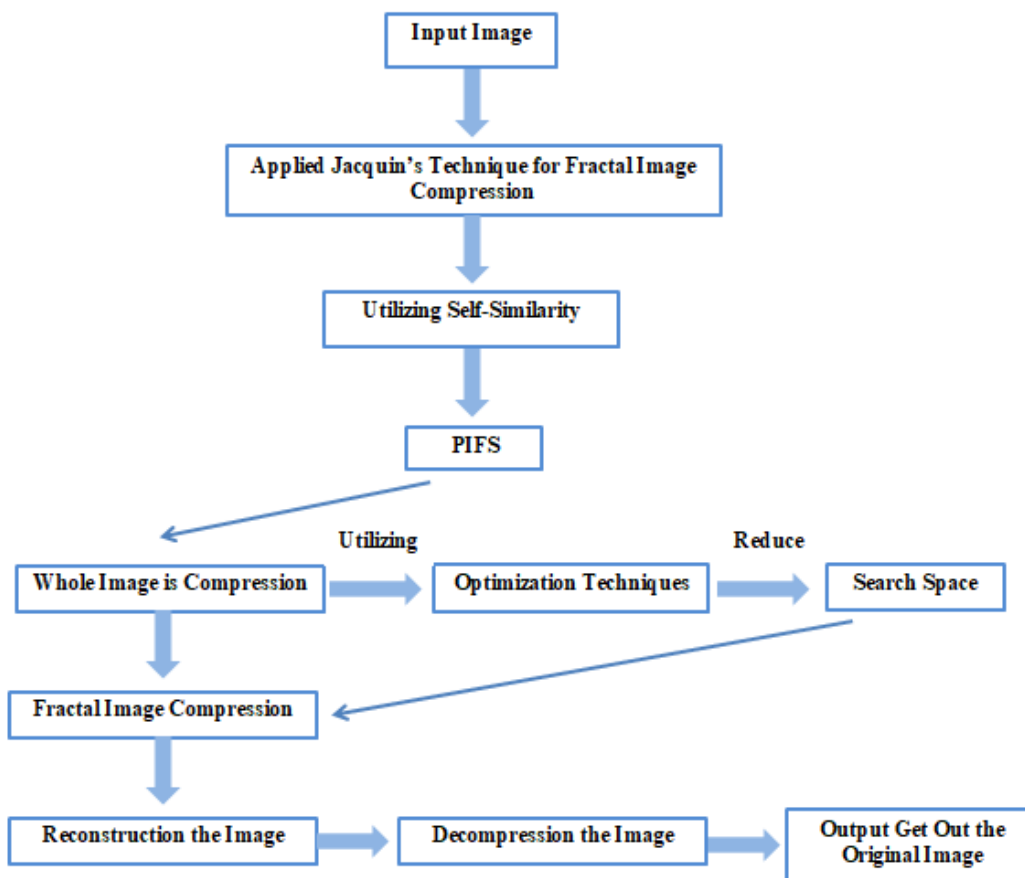 Input Image
Applied Jacquin's Technique for Fractal Image
Compression
Utilizing Self-Similarity
PIFS
Utilizing
Reduce
Whole Image is Compression
Optimization Techniques
Search Space
Fractal Image Compression
Reconstruction the Image
Decompression the Image
Output Get Out the
Original Image